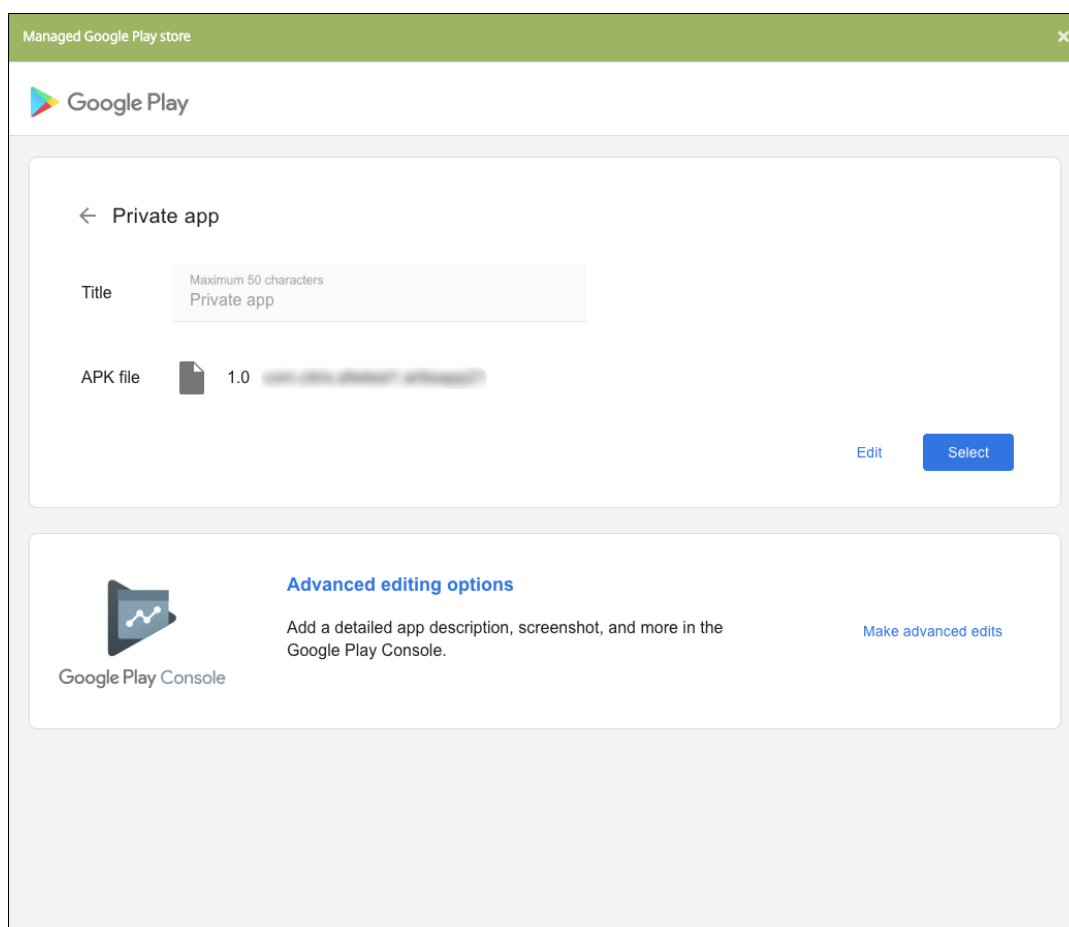 Managed Google Play store
Google Play
Private app
Title
Maximum 50 characters
Private app
APK file
1.0
Edit
Select
Advanced editing options
Add a detailed app description, screenshot, and more in the
Google Play Console.
Make advanced edits
Google Play Console